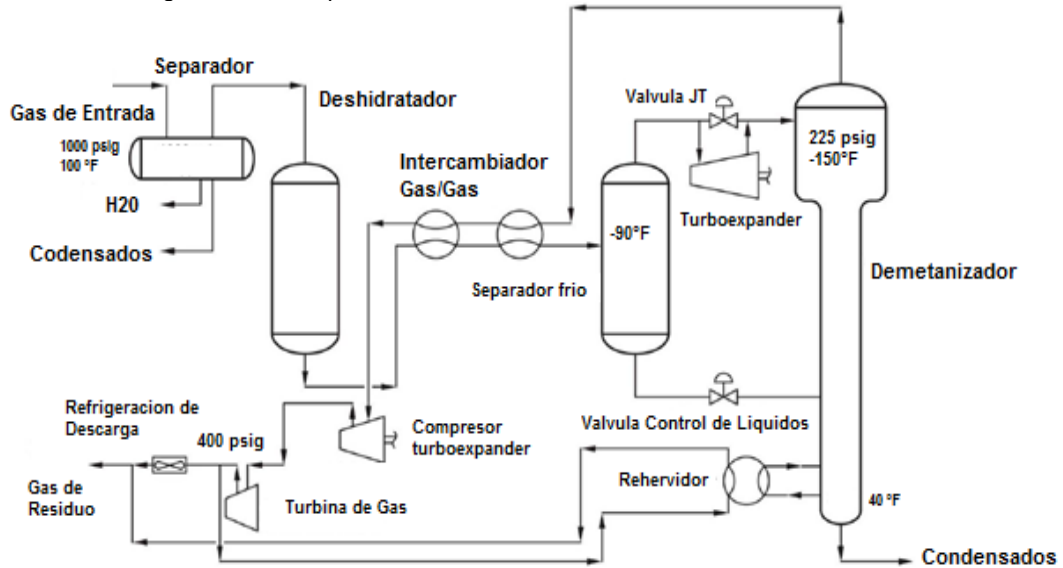 Separador
Gas de Entrada
1000 psig
100 °F
H20
Codensados
Deshidratador
Intercambiador
Gas/Gas
Separador frio
-90°F
Valvula JT
Turboexpander
225 psig
-150°F
Demetanizador
Valvula Control de Liquidos
Rehervidor
40 °F
Condensados
Refrigeracion de
Descarga
400 psig
Compresor
turboexpander
Turbina de Gas
Gas de
Residuo